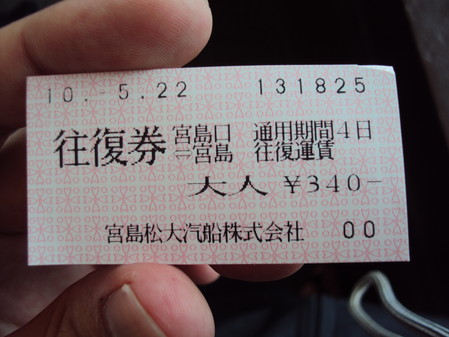 10.-5.22 131825
往復券 宮島口 通用期間4日
⇌宮島 往復運賃
大人 ¥340-
宮島松大汽船株式会社 00